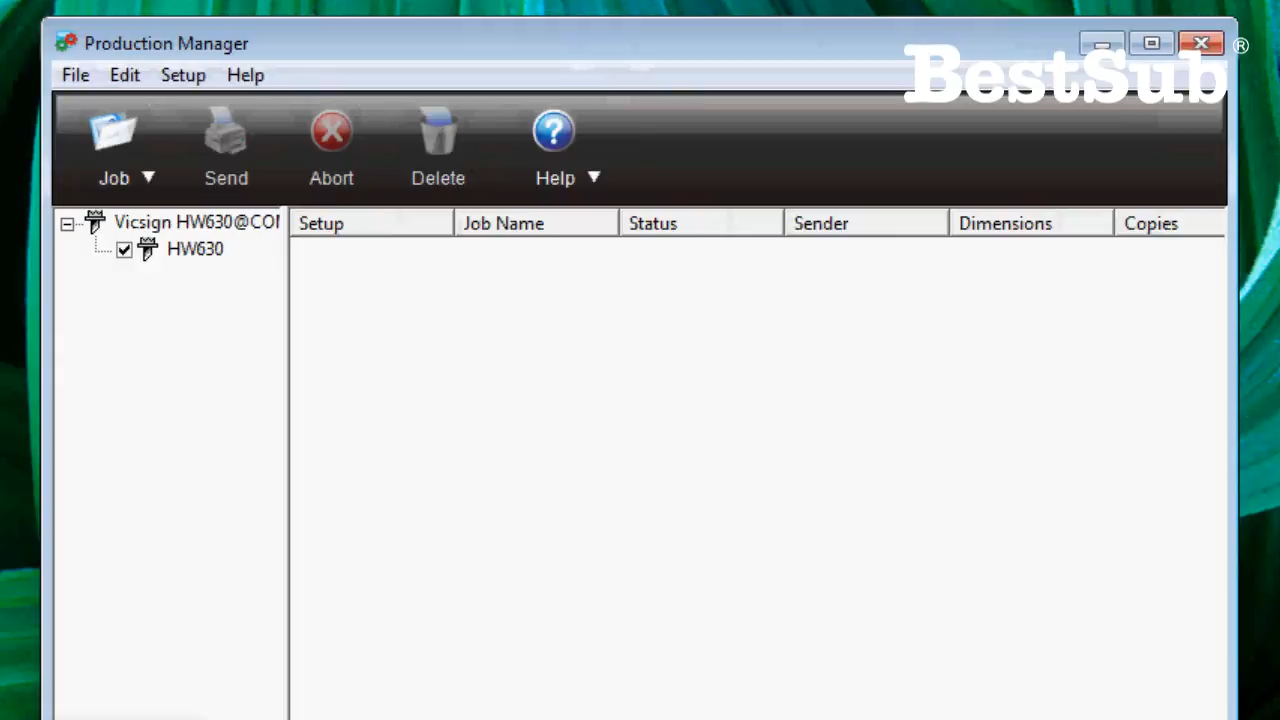 Production Manager
BestSub®
File Edit Setup Help
Job Send Abort Delete Help
Vicsign HW630@CO
HW630
Setup Job Name Status Sender Dimensions Copies